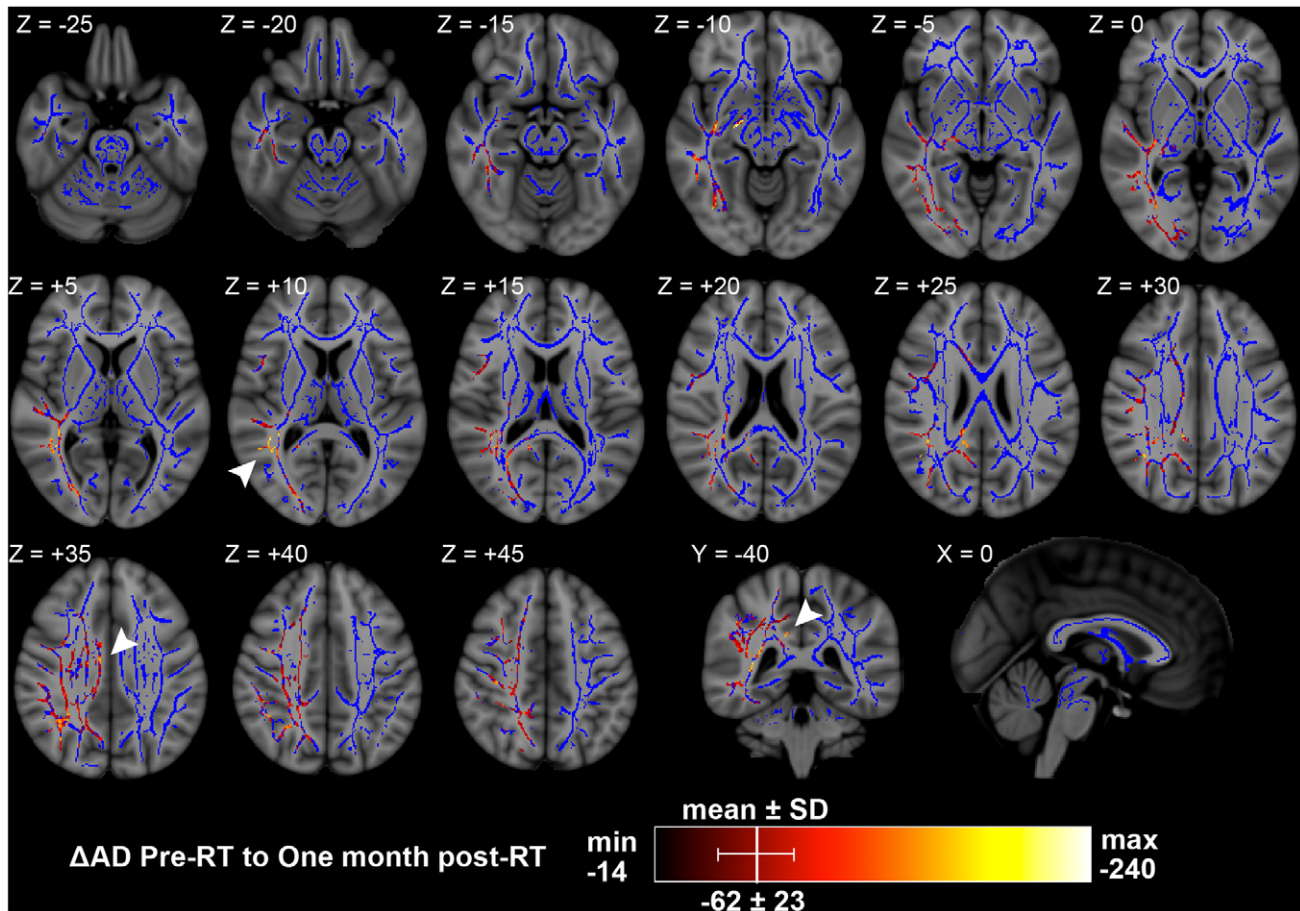 Z = -25
Z = -20
Z = -15
Z = -10
Z = -5
Z = 0
Z = +5
Z = +10
Z = +15
Z = +20
Z = +25
Z = +30
Z = +35
Z = +40
Z = +45
Y = -40
X = 0
mean ± SD
min
max
ΔAD Pre-RT to One month post-RT
-14
-240
-62 ± 23